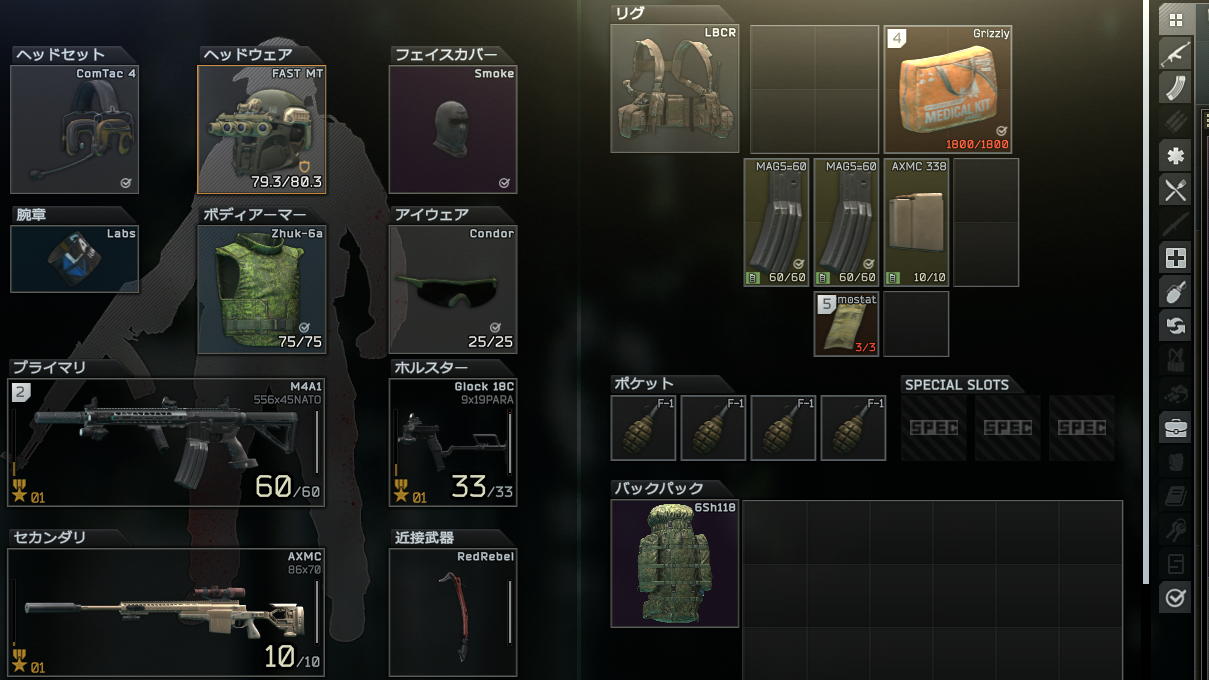 ヘッドセット
ComTac 4
ヘッドウェア
FAST MT
79.3/80.3
フェイスカバー
Smoke
腕章
Labs
ボディアーマー
Zhuk-6a
75/75
アイウェア
Condor
25/25
プライマリ
2
M4A1
556x45NATO
60/60
01
ホルスター
Glock 18C
9x19PARA
33/33
01
セカンダリ
AXMC
86x70
10/10
01
近接武器
RedRebel
リグ
LBCR
4
Grizzly
MEDICAL KIT
1800/1800
MAG5=60
60/60
MAG5=60
60/60
AXMC 338
10/10
5
mostat
3/3
ポケット
F-1
F-1
F-1
F-1
SPECIAL SLOTS
SPEC
SPEC
SPEC
バックパック
6Sh118